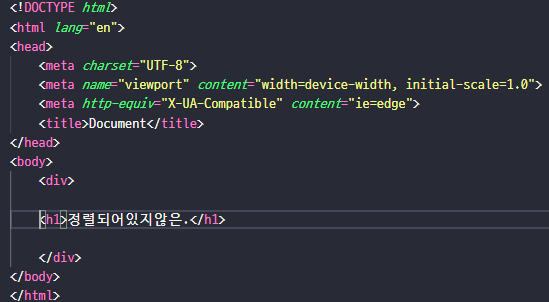 <!DOCTYPE html>
<html lang="en">
<head>
    <meta charset="UTF-8">
    <meta name="viewport" content="width=device-width, initial-scale=1.0">
    <meta http-equiv="X-UA-Compatible" content="ie=edge">
    <title>Document</title>
</head>
<body>
    <div>
    <h1>정렬되어있지않은.</h1>
    </div>
</body>
</html>